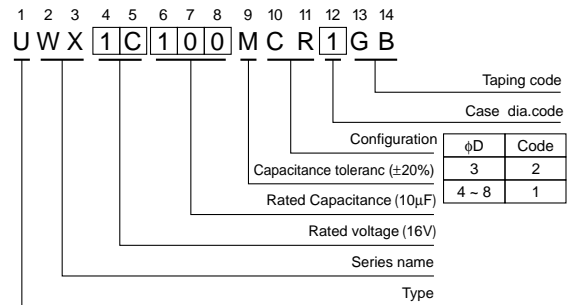 1 2 3 4 5 6 7 8 9 10 11 12 13 14
U W X 1 C 1 0 0 M C R 1 G B
Taping code
Case dia.code
Configuration
φD Code
3 2
4 ~ 8 1
Capacitance toleranc (±20%)
Rated Capacitance (10μF)
Rated voltage (16V)
Series name
Type